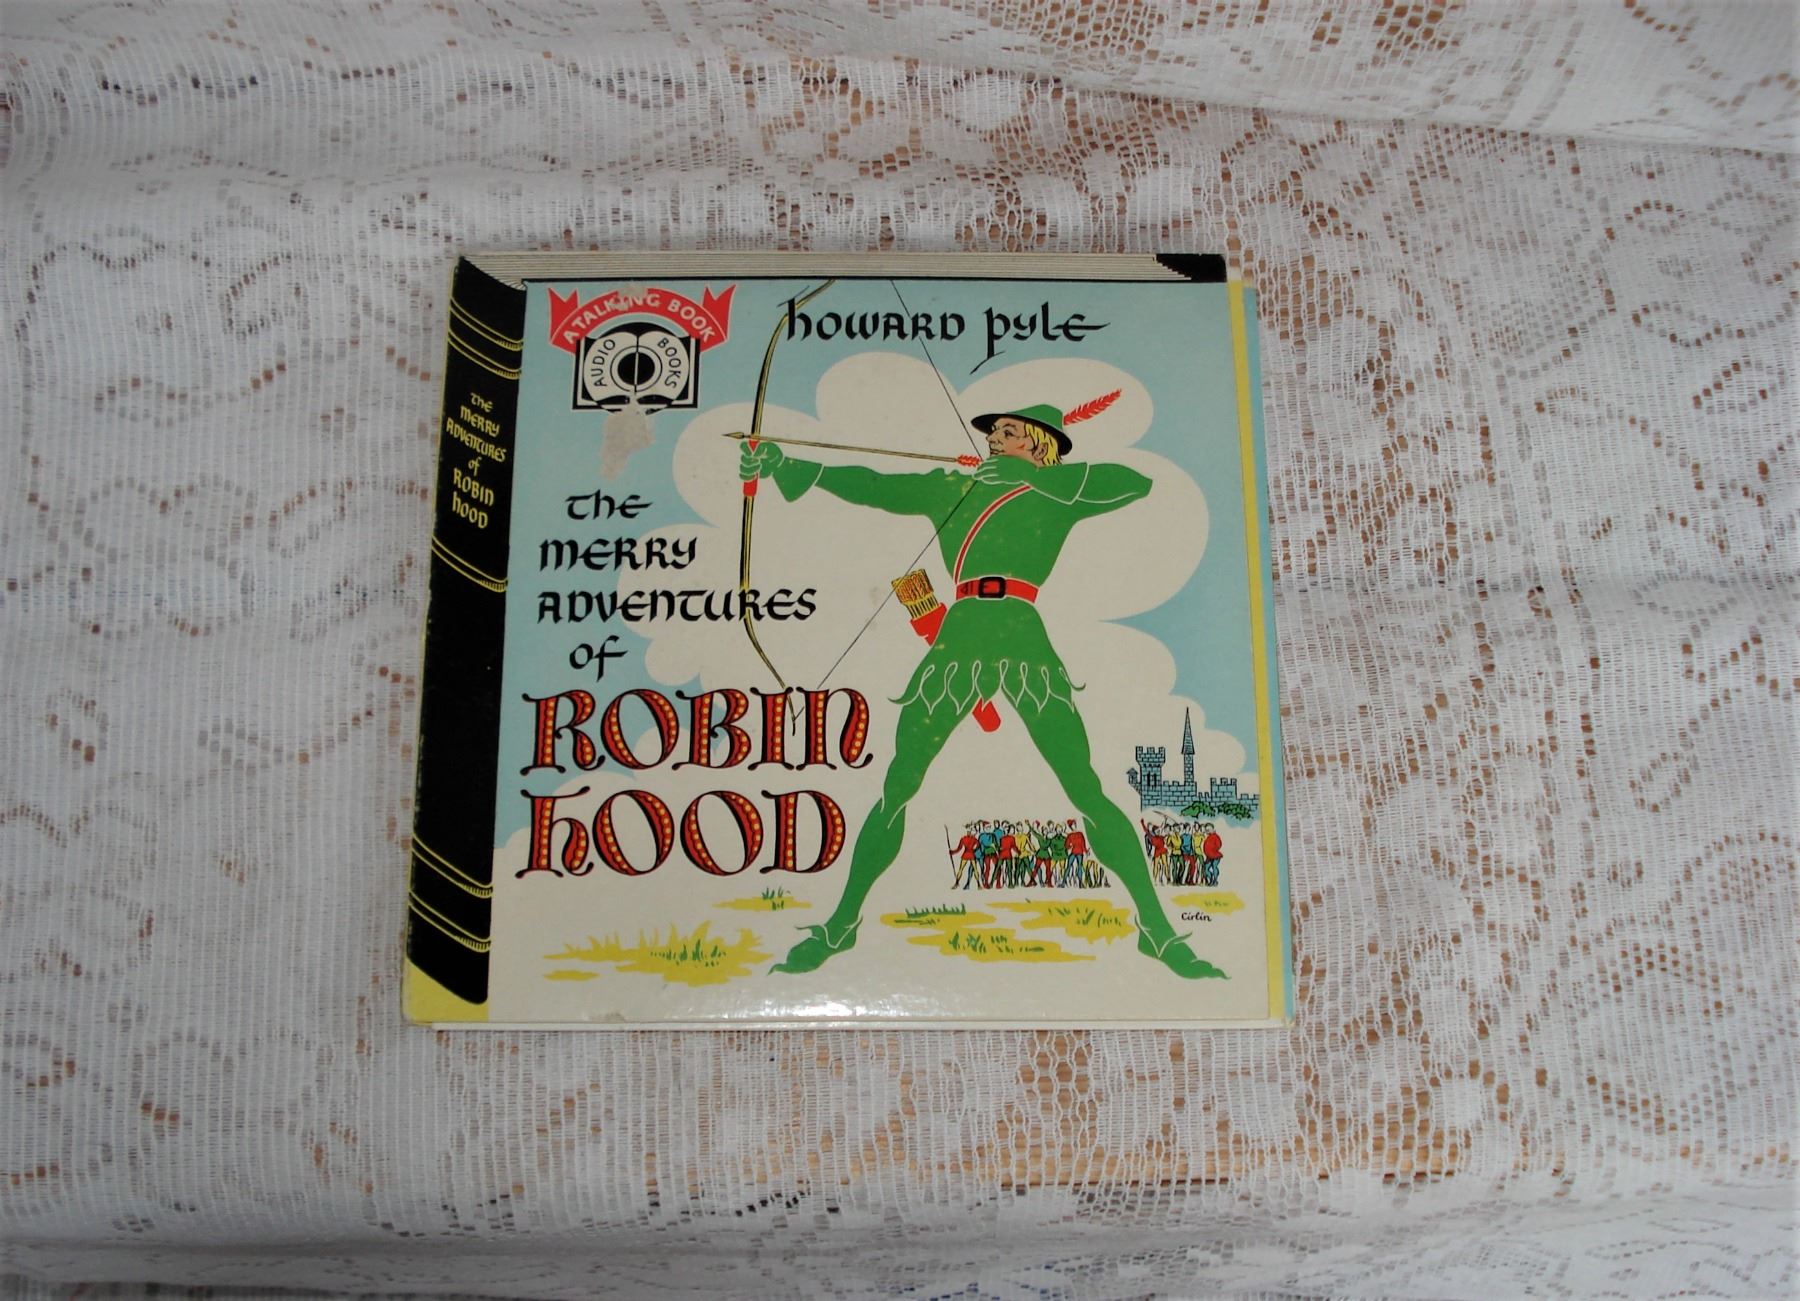 A TALKING BOOK
AUDIO BOOKS
howard pyle
the
merry
adventures
of
ROBIN
hOOD
the
merry
adventures
of
ROBIN
hood
Cirlin